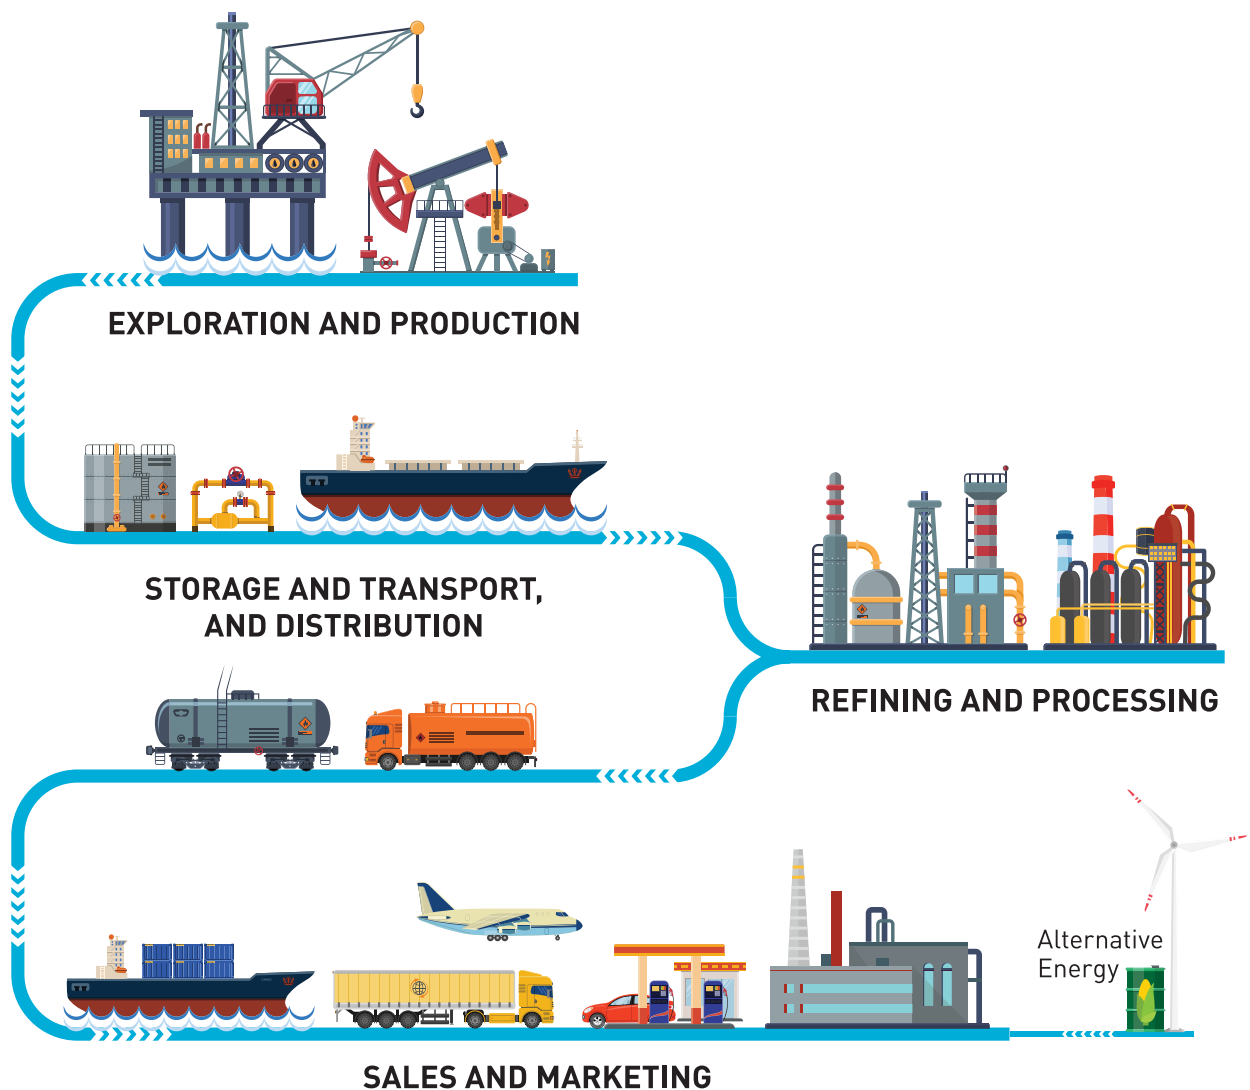 EXPLORATION AND PRODUCTION
STORAGE AND TRANSPORT,
AND DISTRIBUTION
REFINING AND PROCESSING
Alternative
Energy
SALES AND MARKETING